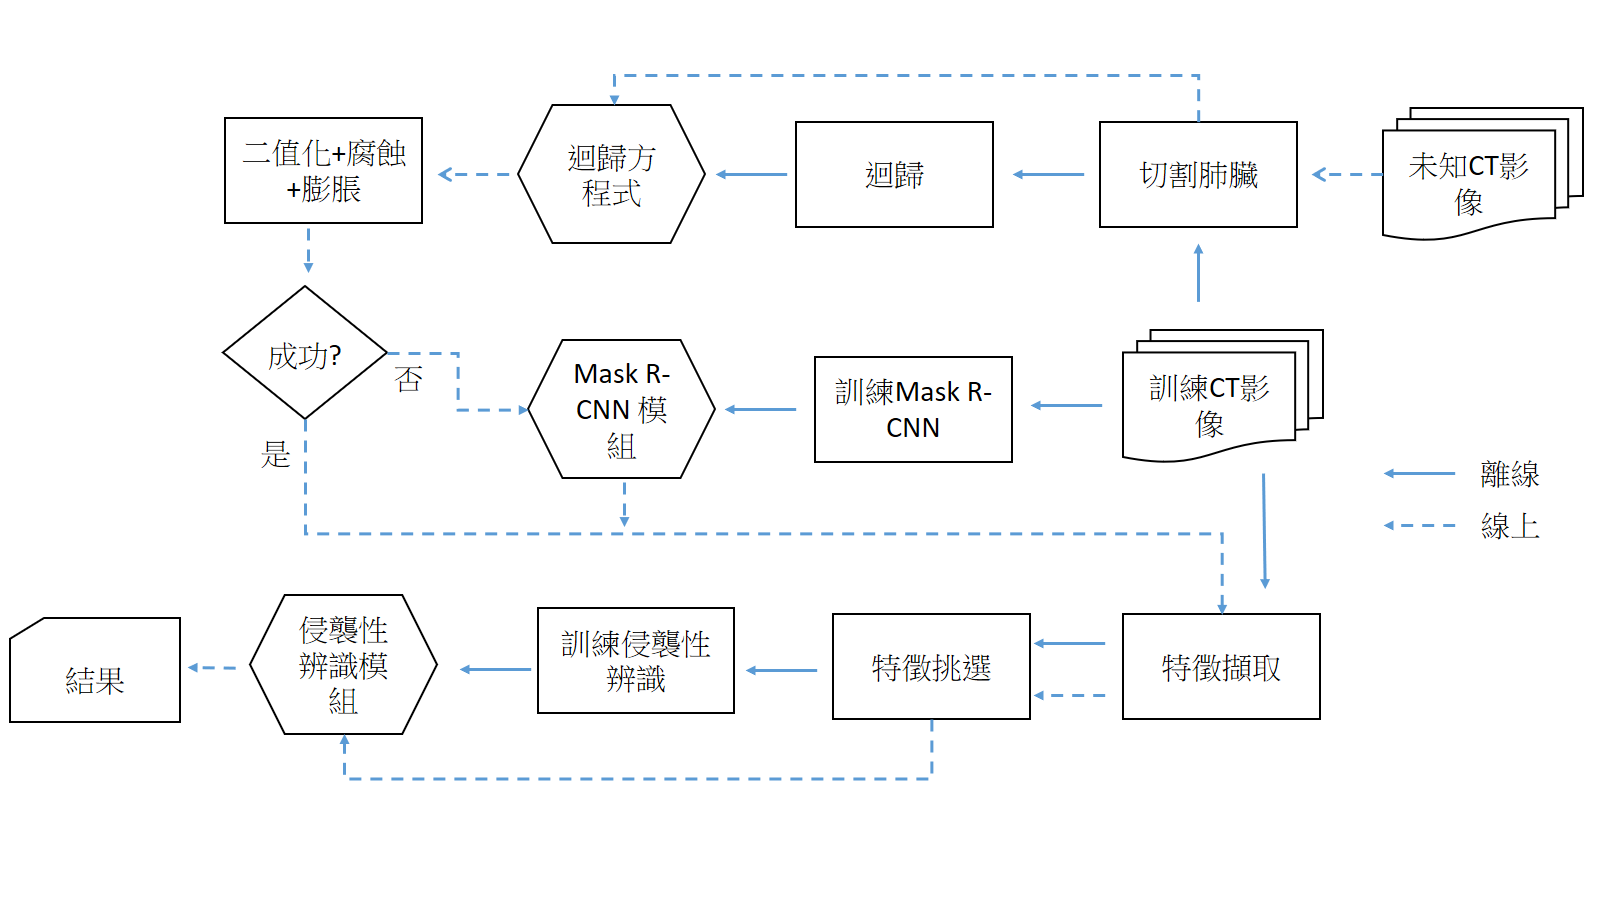 二值化+腐蝕
+膨脹
迴歸方
程式
迴歸
切割肺臟
未知CT影
像
成功?
否
是
Mask R-
CNN 模
組
訓練Mask R-
CNN
訓練CT影
像
離線
線上
結果
侵襲性
辨識模
組
訓練侵襲性
辨識
特徵挑選
特徵擷取